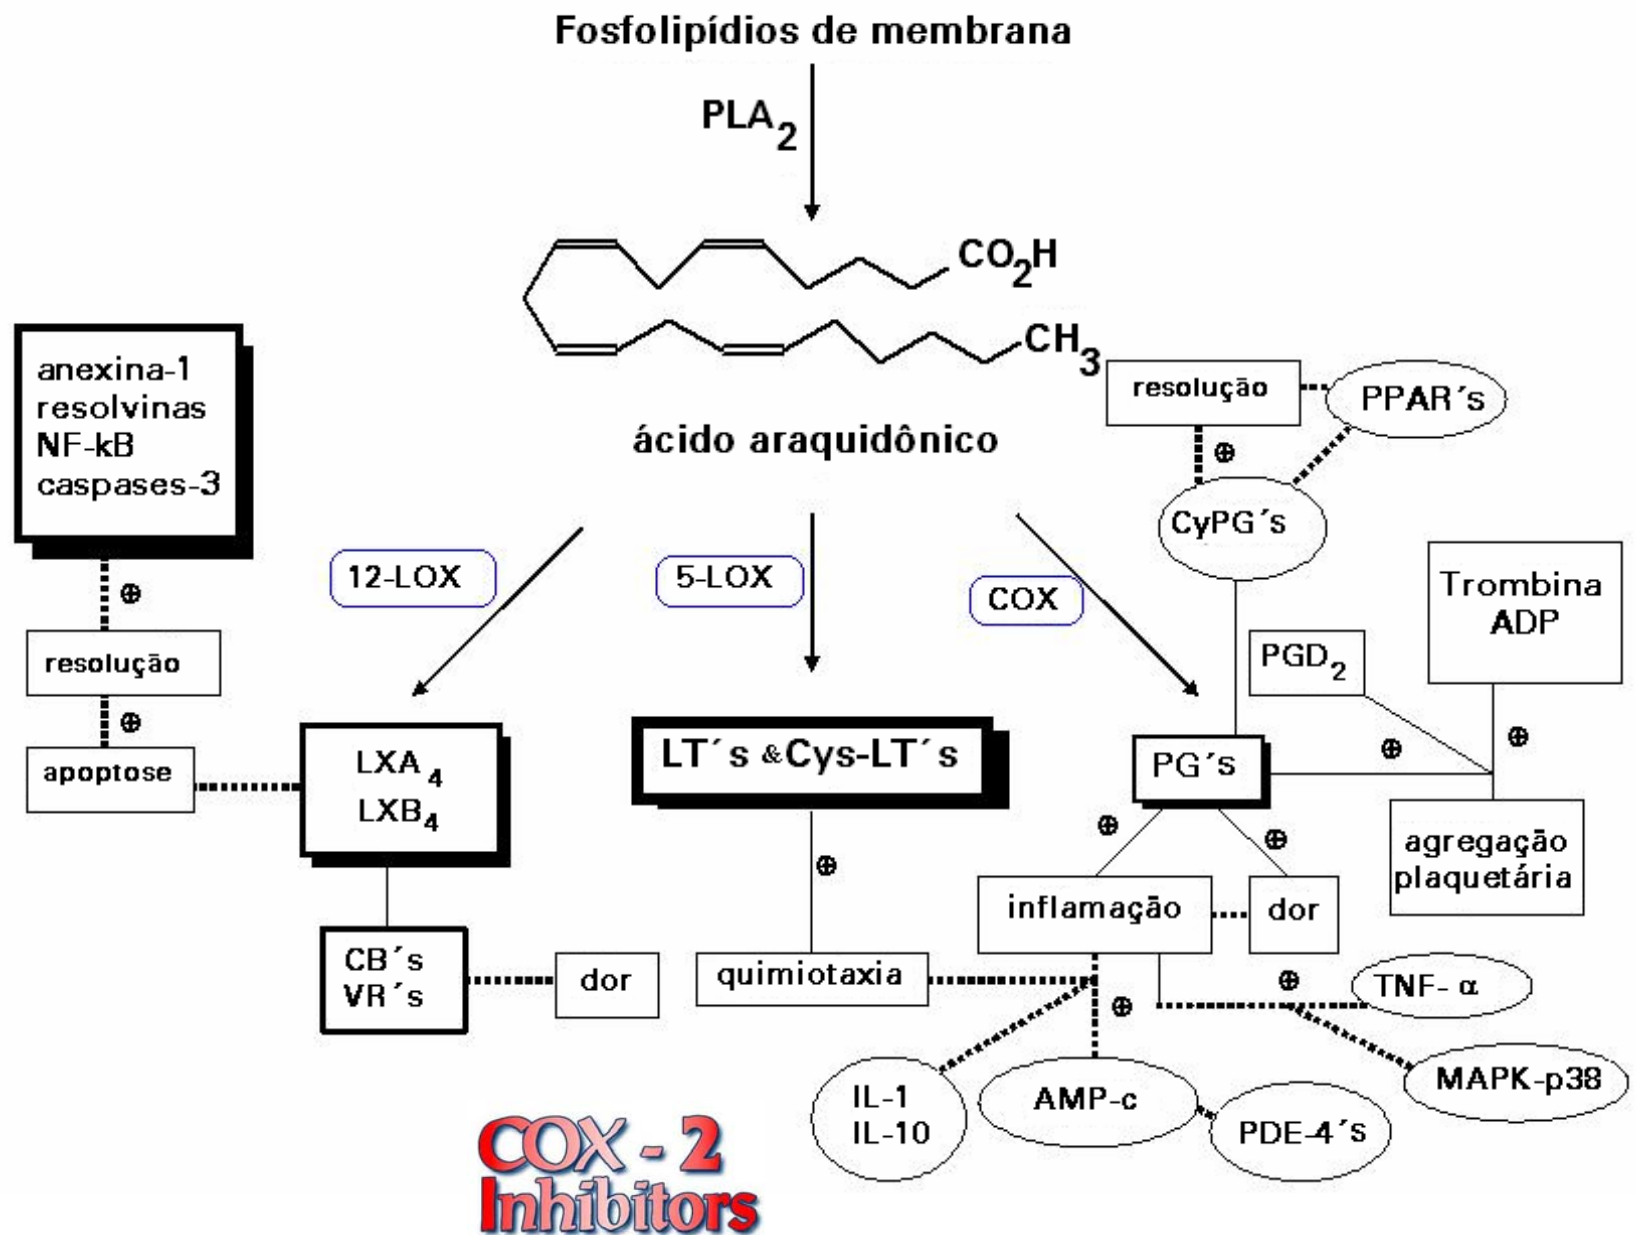 Fosfolipídios de membrana
PLA2
CO2H
CH3
ácido araquidônico
anexina-1
resolvinas
NF-kB
caspases-3
⊕
resolução
⊕
apoptose
12-LOX
5-LOX
COX
LXA4
LXB4
CB´s
VR´s
dor
LT´s &Cys-LT´s
⊕
quimiotaxia
resolução
PPAR´s
⊕
CyPG´s
Trombina
ADP
PGD2
⊕
⊕
PG´s
⊕
⊕
agregação
plaquetária
inflamação
dor
⊕
⊕
TNF- α
MAPK-p38
IL-1
IL-10
AMP-c
PDE-4´s
COX - 2
Inhibitors